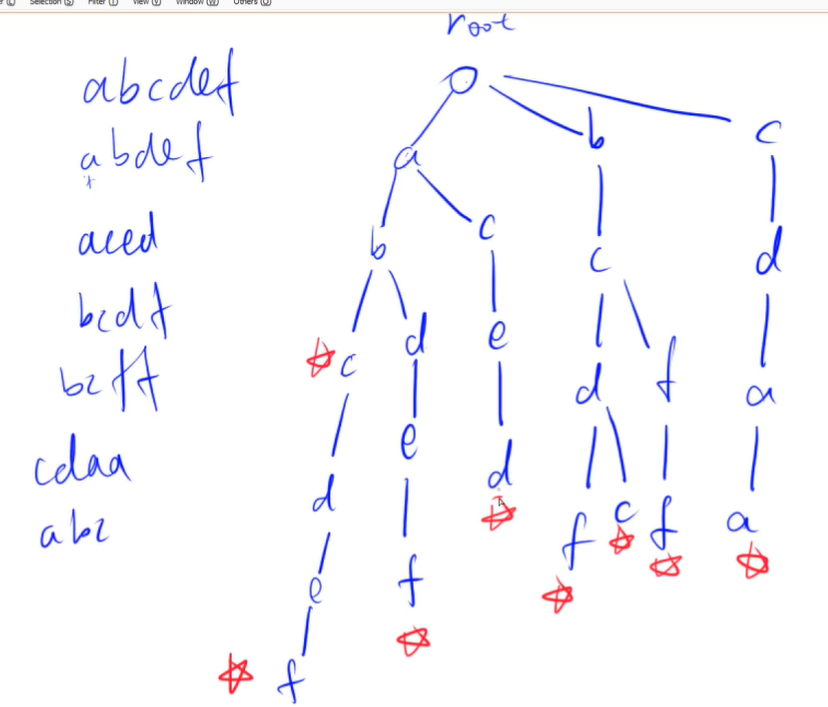 Selection (S) Filter (T) View (V) Window (W) Others (O)
root
abcdef
abdef
aced
bcdf
bcff
cdaa
abc
a b c
b c c d
c d e d f a
d e d f c f a
e f
f